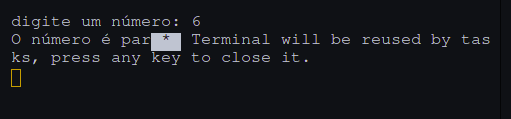 digite um número: 6
O número é par * Terminal will be reused by tas
ks, press any key to close it.